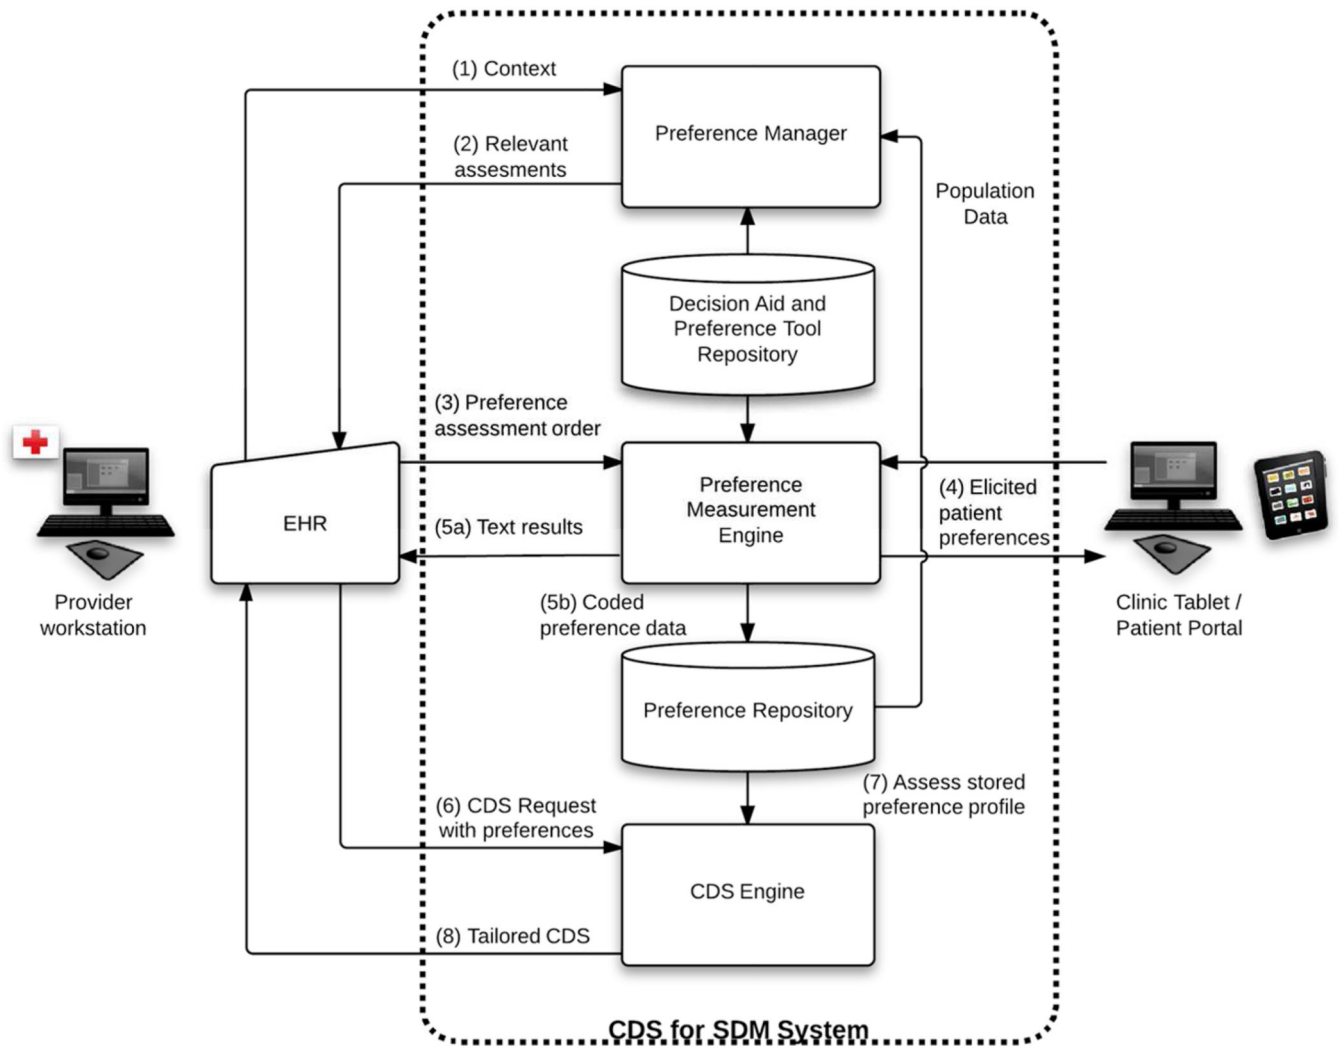 (1) Context
Preference Manager
(2) Relevant
assesments
Population
Data
Decision Aid and
Preference Tool
Repository
(3) Preference
assessment order
Preference
Measurement
Engine
(4) Elicited
patient
preferences
EHR
(5a) Text results
Provider
workstation
(5b) Coded
preference data
Clinic Tablet /
Patient Portal
Preference Repository
(7) Assess stored
preference profile
(6) CDS Request
with preferences
CDS Engine
(8) Tailored CDS
CDS for SDM System